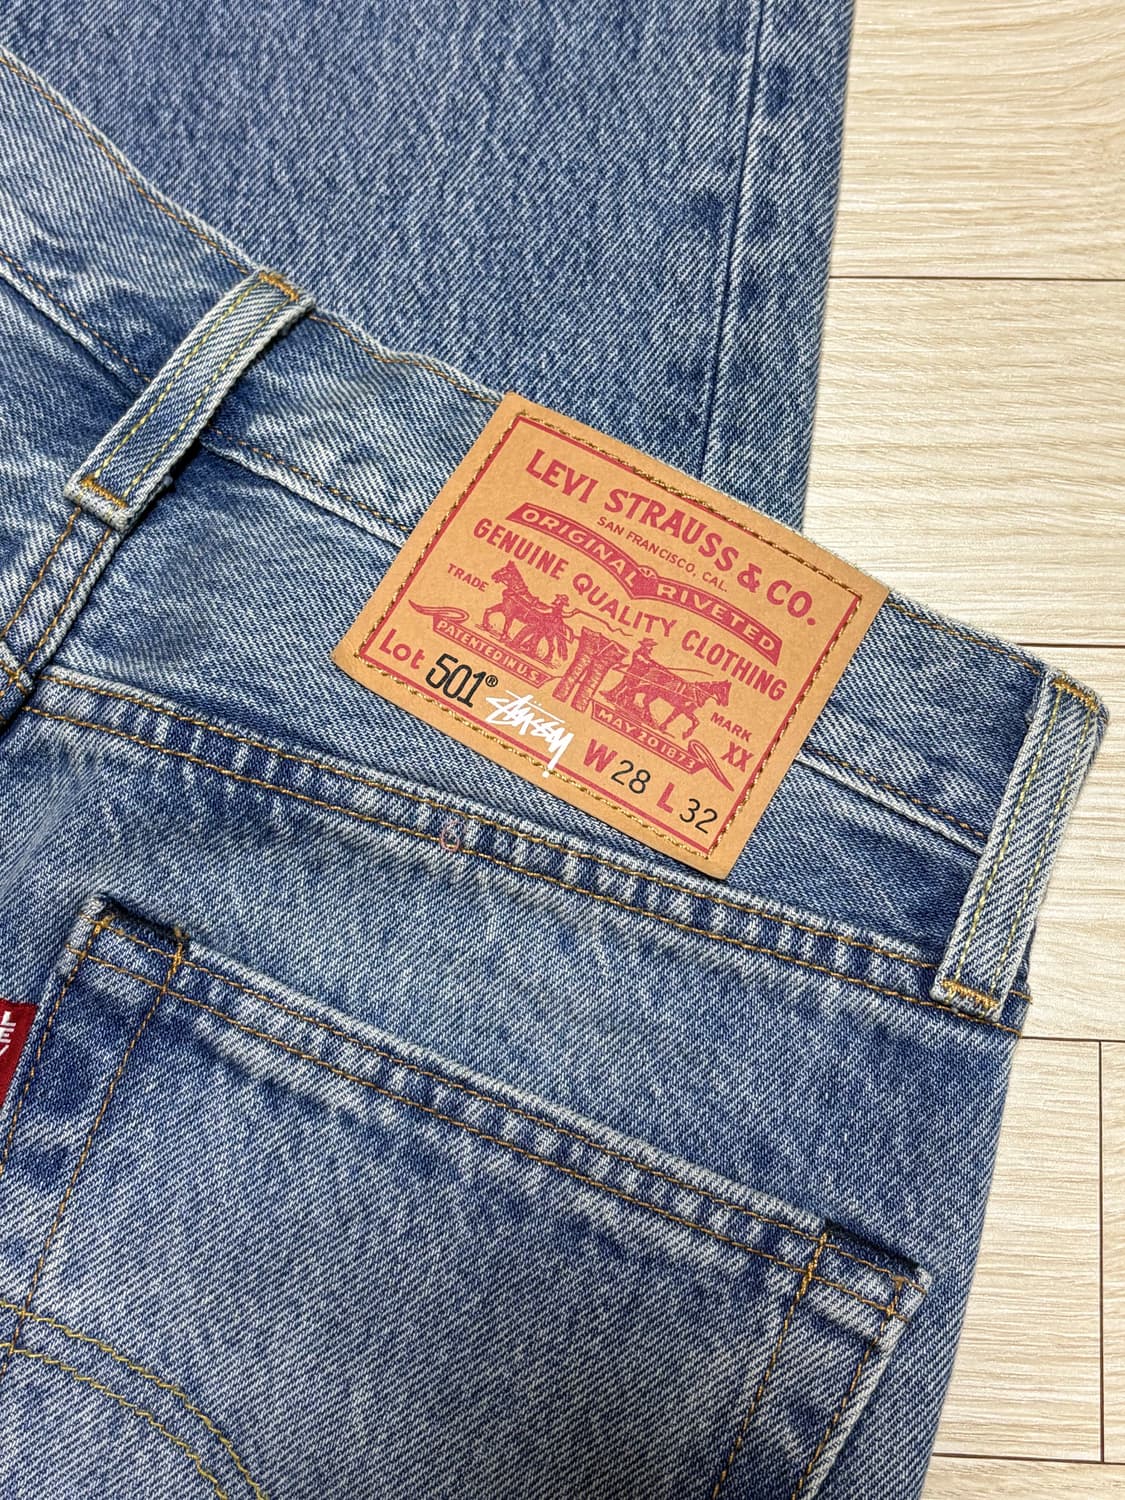 LEVI STRAUSS & CO.
SAN FRANCISCO, CAL.
ORIGINAL RIVETED
GENUINE QUALITY CLOTHING
TRADE MARK
PATENTED IN U.S.
MAY 20 1873
XX
Lot 501® Stüssy W 28 L 32
LEV